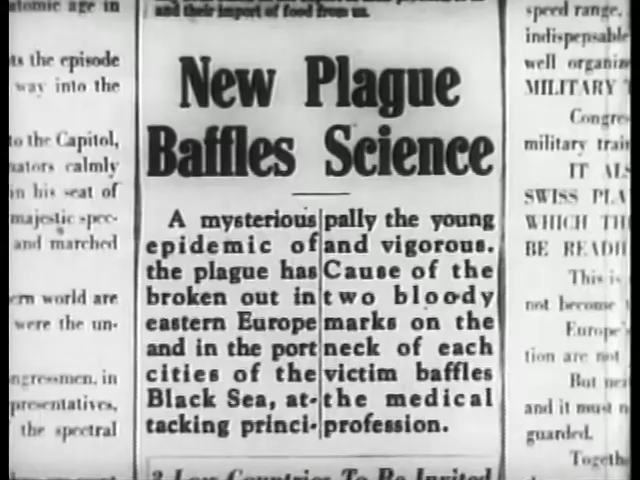 and their import of food from us.
New Plague
Baffles Science
A mysterious
epidemic of
the plague has
broken out in
eastern Europe
and in the port
cities of the
Black Sea, at-
tacking princi-
pally the young
and vigorous.
Cause of the
two bloody
marks on the
neck of each
victim baffles
the medical
profession.
atomic age in
ts the episode
way into the
to the Capitol,
ators calmly
in his seat of
majestic spec-
and marched
ern world are
were the un-
ngressmen, in
presentatives,
the spectral
speed range,
indispensable
well organiz
MILITARY
Congre
military train
IT ALS
SWISS PLA
WHICH TH
BE READI
This is
not become
Europe's
tion are not
But nea
and it must n
guarded.
Togeth